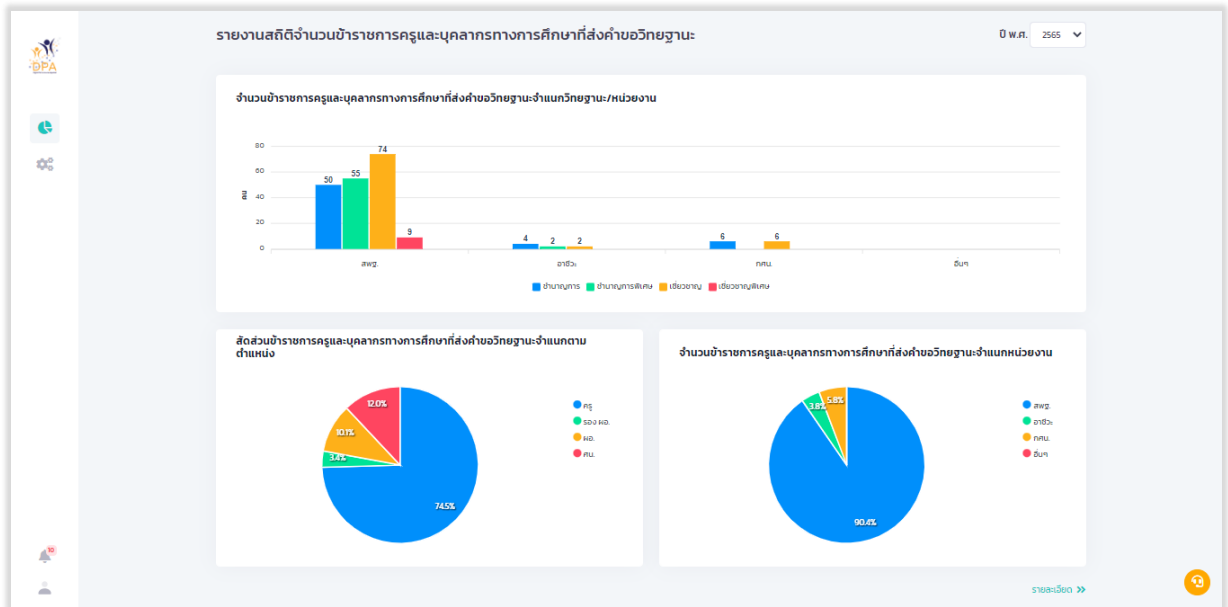 รายงานสถิติจำนวนข้าราชการครูและบุคลากรทางการศึกษาที่ส่งคำขอวิทยฐานะ
ปี พ.ศ. 2565
DPA
จำนวนข้าราชการครูและบุคลากรทางการศึกษาที่ส่งคำขอวิทยฐานะจำแนกวิทยฐานะ/หน่วยงาน
คน
80
60
40
20
0
50 55 74 9
4 2 2
6 6
สพฐ. อาชีวะ กศน. อื่นๆ
ชำนาญการ ชำนาญการพิเศษ เชี่ยวชาญ เชี่ยวชาญพิเศษ
สัดส่วนข้าราชการครูและบุคลากรทางการศึกษาที่ส่งคำขอวิทยฐานะจำแนกตาม
ตำแหน่ง
12.0%
10.1%
3.4%
74.5%
ครู
รอง ผอ.
ผอ.
ศน.
จำนวนข้าราชการครูและบุคลากรทางการศึกษาที่ส่งคำขอวิทยฐานะจำแนกหน่วยงาน
3.8% 5.8%
90.4%
สพฐ.
อาชีวะ
กศน.
อื่นๆ
10
รายละเอียด